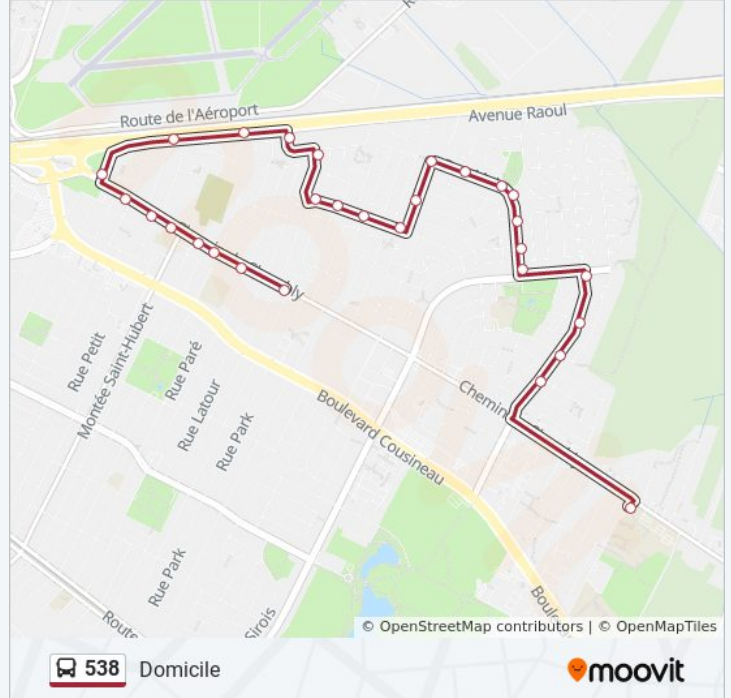 Route de l'Aéroport
Avenue Raoul
Rue Petit
Montée Saint-Hubert
Rue Paré
Rue Latour
Rue Park
Boulevard Cousineau
Chemin
Rue Park
Route
Sirois
© OpenStreetMap contributors | © OpenMapTiles
538 Domicile
moovit